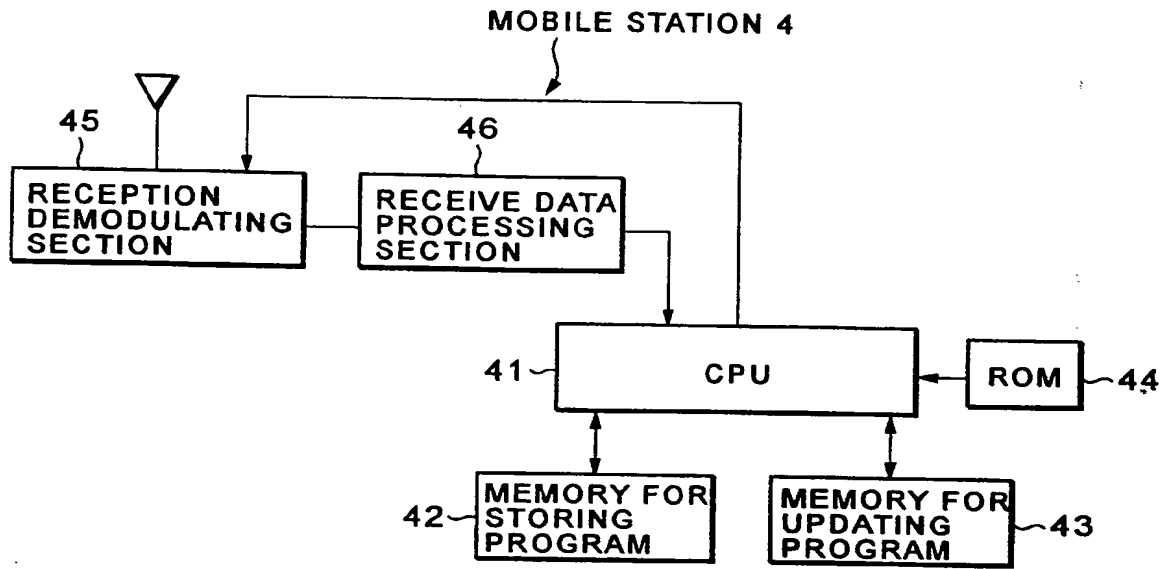 MOBILE STATION 4
45
46
RECEPTION
DEMODULATING
SECTION
RECEIVE DATA
PROCESSING
SECTION
41
CPU
ROM
44
42
MEMORY FOR
STORING
PROGRAM
MEMORY FOR
UPDATING
PROGRAM
43